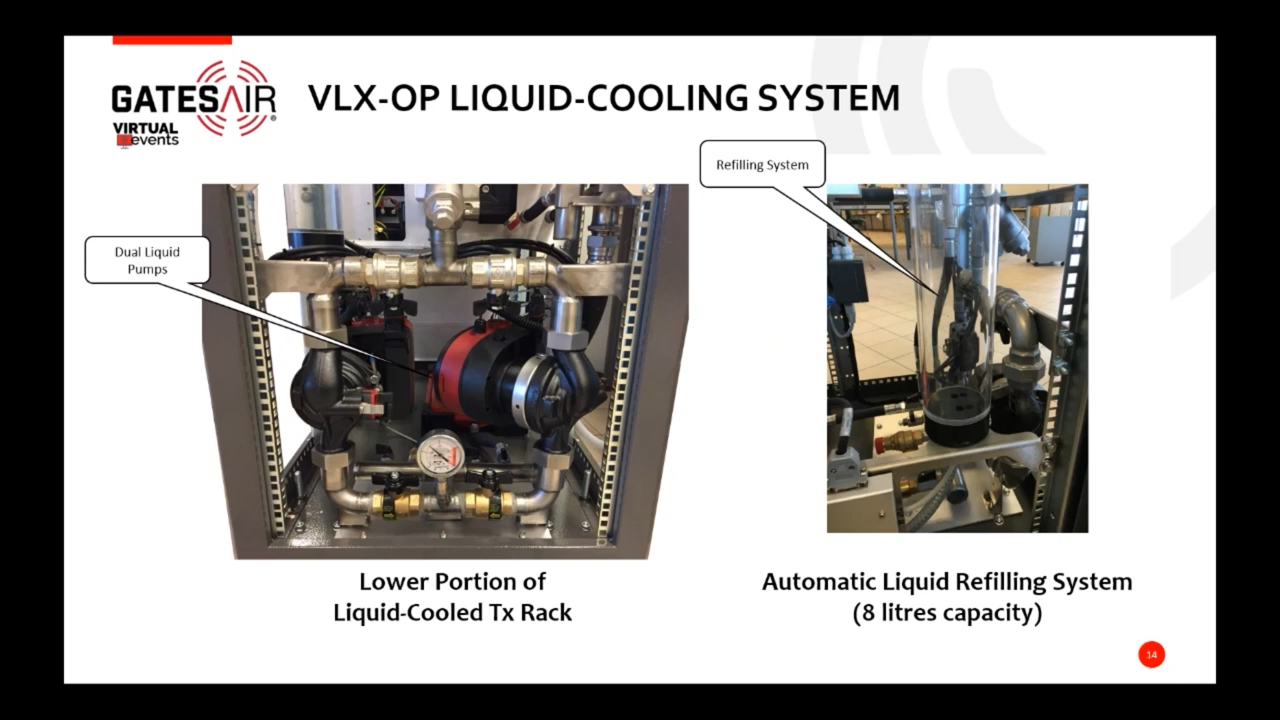 GATESAIR®
VIRTUAL
events
VLX-OP LIQUID-COOLING SYSTEM
Refilling System
Dual Liquid
Pumps
Lower Portion of
Liquid-Cooled Tx Rack
Automatic Liquid Refilling System
(8 litres capacity)
14